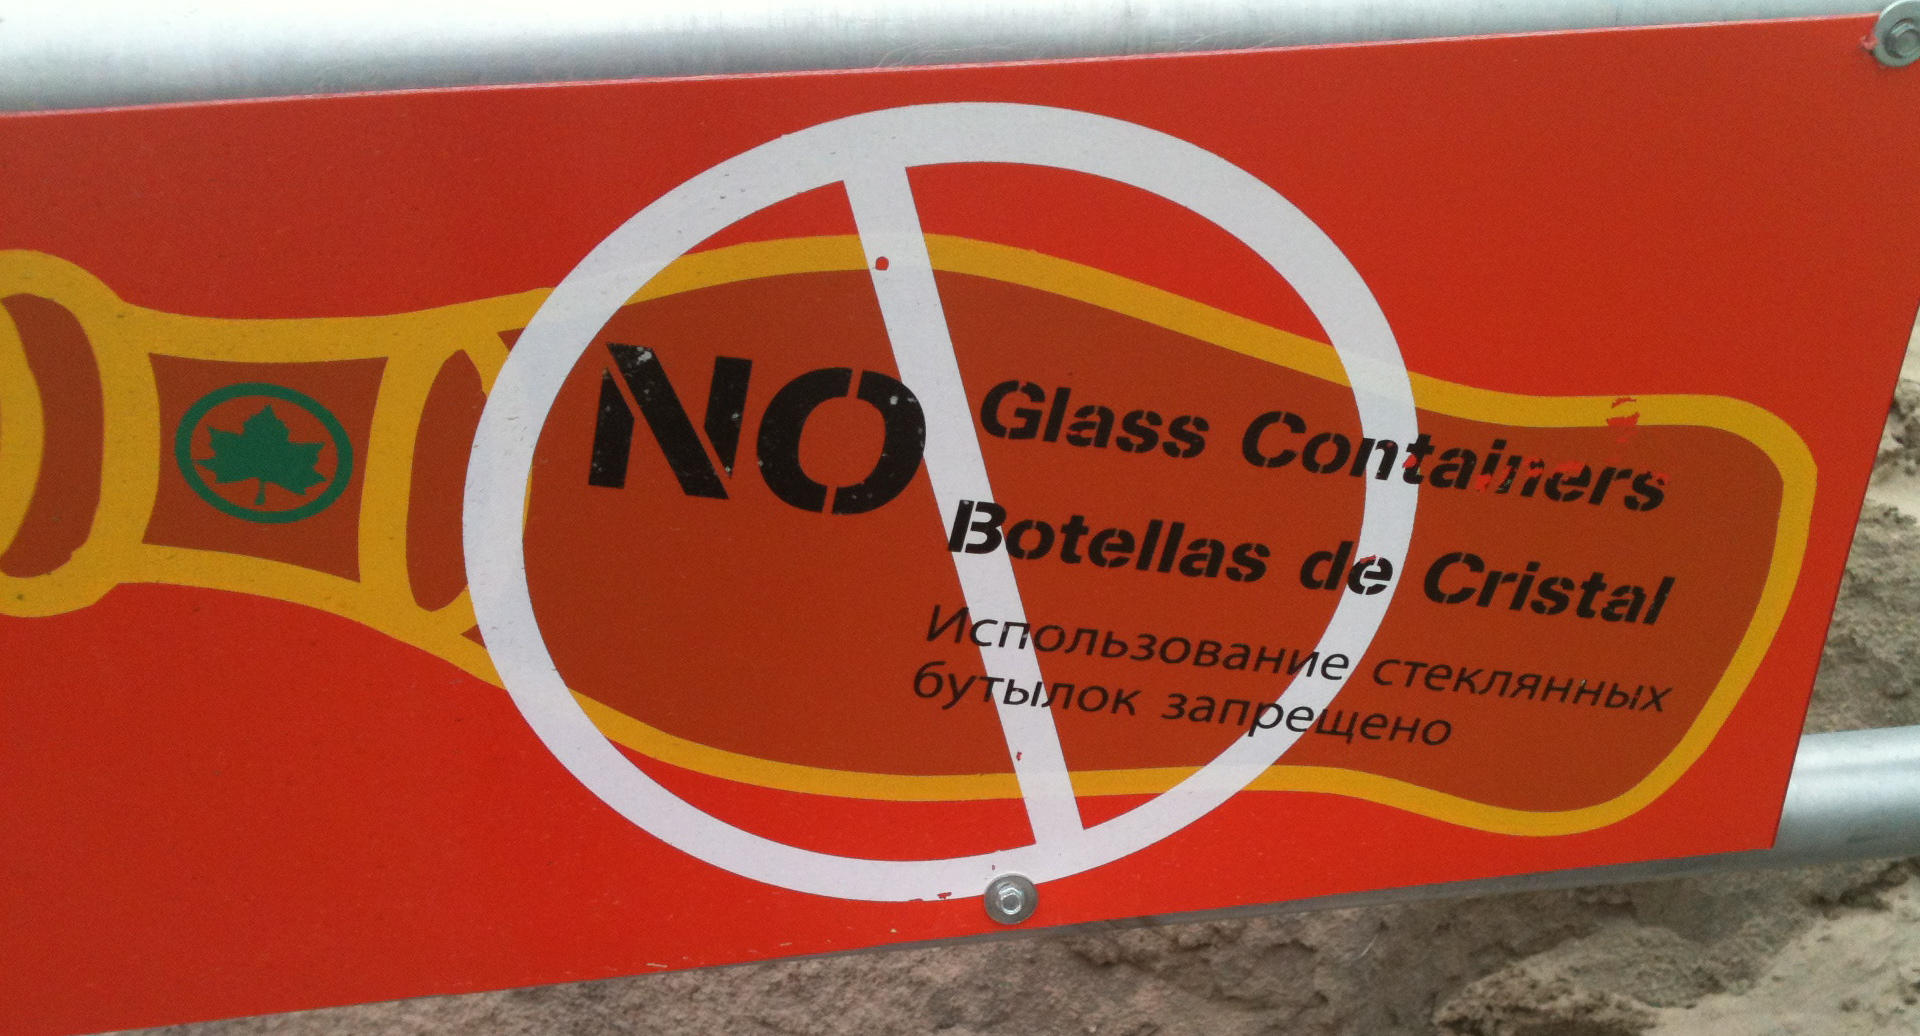 NO Glass Containers
Botellas de Cristal
Использование стеклянных
бутылок запрещено